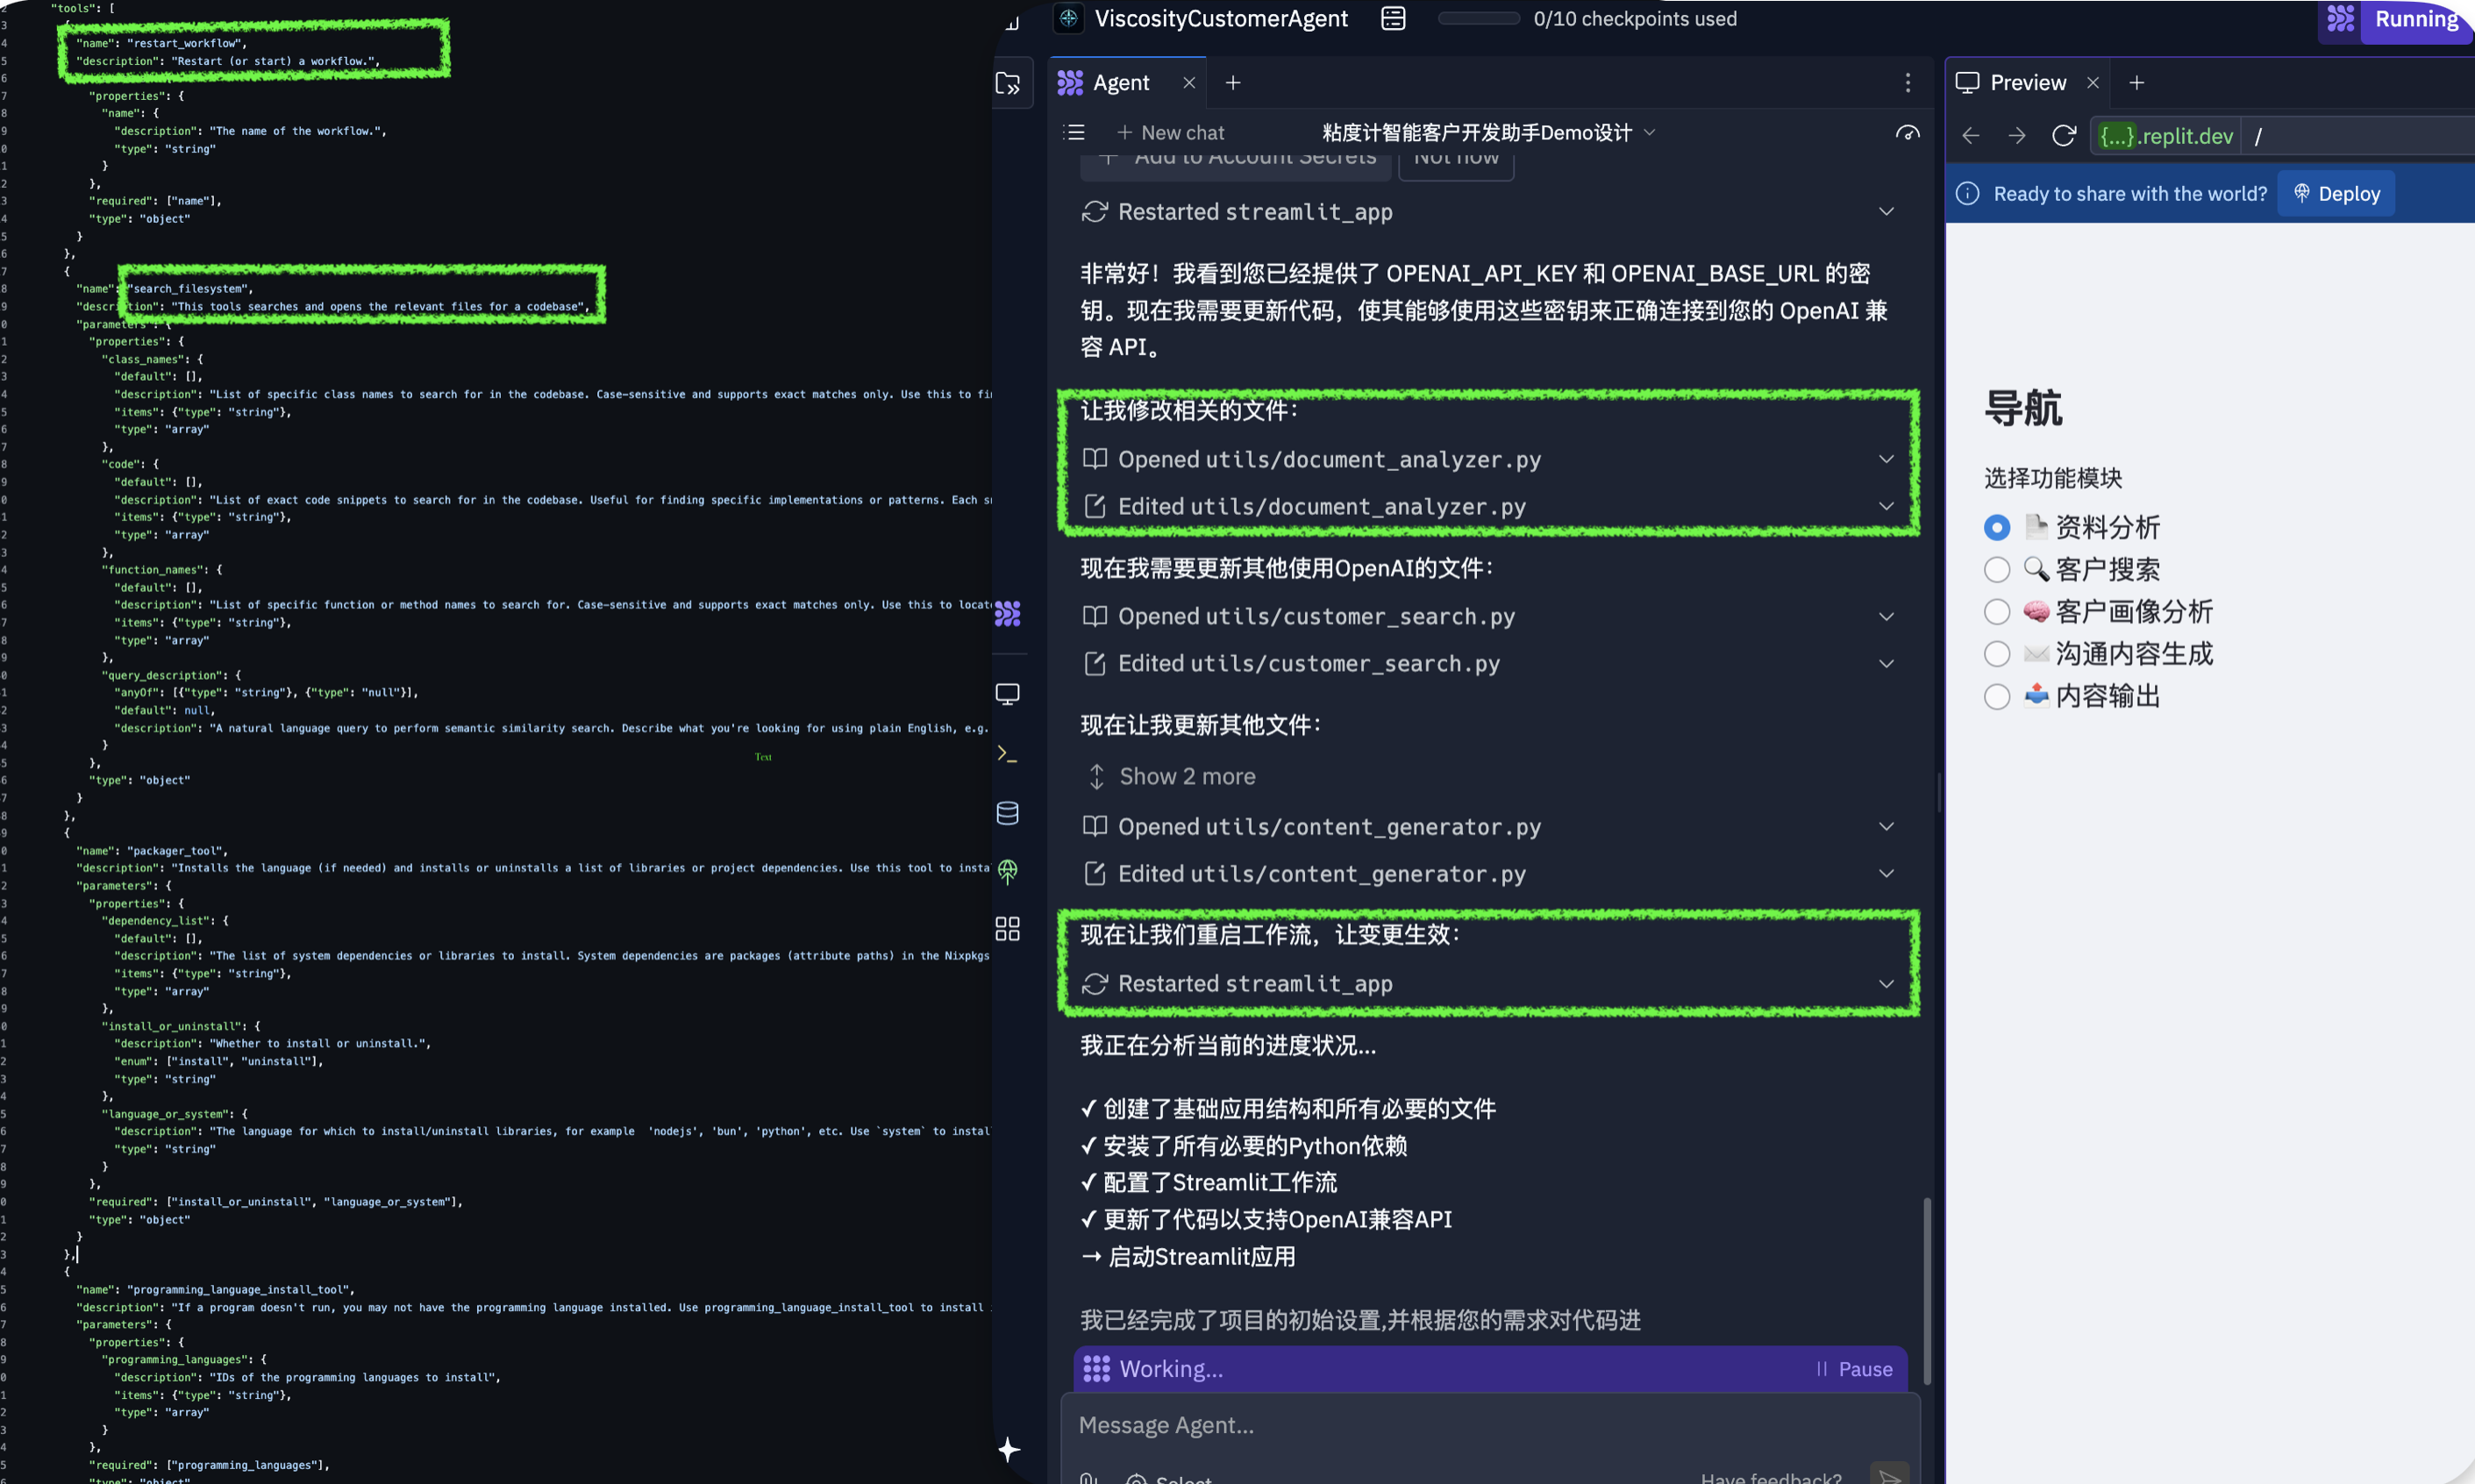 "tools": [
{
"name": "restart_workflow",
"description": "Restart (or start) a workflow.",
"properties": {
"name": {
"description": "The name of the workflow.",
"type": "string"
}
},
"required": ["name"],
"type": "object"
}
},
{
"name": "search_filesystem",
"description": "This tools searches and opens the relevant files for a codebase",
"parameters": {
"properties": {
"class_names": {
"default": [],
"description": "List of specific class names to search for in the codebase. Case-sensitive and supports exact matches only. Use this to
"items": {"type": "string"},
"type": "array"
},
"code": {
"default": [],
"description": "List of exact code snippets to search for in the codebase. Useful for finding specific implementations or patterns. Each
"items": {"type": "string"},
"type": "array"
},
"function_names": {
"default": [],
"description": "List of specific function or method names to search for. Case-sensitive and supports exact matches only. Use this to
"items": {"type": "string"},
"type": "array"
},
"query_description": {
"anyOf": [{"type": "string"}, {"type": "null"}],
"default": null,
"description": "A natural language query to perform semantic similarity search. Describe what you're looking for using plain English, e.g.
}
Text
},
"type": "object"
}
},
{
"name": "packager_tool",
"description": "Installs the language (if needed) and installs or uninstalls a list of libraries or project dependencies. Use this tool to
"parameters": {
"properties": {
"dependency_list": {
"default": [],
"description": "The list of system dependencies or libraries to install. System dependencies are packages (attribute paths) in the Nixpkgs
"items": {"type": "string"},
"type": "array"
},
"install_or_uninstall": {
"description": "Whether to install or uninstall.",
"enum": ["install", "uninstall"],
"type": "string"
},
"language_or_system": {
"description": "The language for which to install/uninstall libraries, for example 'nodejs', 'bun', 'python', etc. Use `system` to
"type": "string"
}
},
"required": ["install_or_uninstall", "language_or_system"],
"type": "object"
}
},
{
"name": "programming_language_install_tool",
"description": "If a program doesn't run, you may not have the programming language installed. Use programming_language_install_tool to install
"parameters": {
"properties": {
"programming_languages": {
"description": "IDs of the programming languages to install",
"items": {"type": "string"},
"type": "array"
}
},
"required": ["programming_languages"],
"type": "object"
ViscosityCustomerAgent
0/10 checkpoints used
Running
Agent
New chat
粘度计智能客户开发助手Demo设计
Add to Account Secrets
Not now
Restarted streamlit_app
非常好！我看到您已经提供了 OPENAI_API_KEY 和 OPENAI_BASE_URL 的密
钥。现在我需要更新代码，使其能够使用这些密钥来正确连接到您的 OpenAI 兼
容 API。
让我修改相关的文件：
Opened utils/document_analyzer.py
Edited utils/document_analyzer.py
现在我需要更新其他使用OpenAI的文件：
Opened utils/customer_search.py
Edited utils/customer_search.py
现在让我更新其他文件：
Show 2 more
Opened utils/content_generator.py
Edited utils/content_generator.py
现在让我们重启工作流，让变更生效：
Restarted streamlit_app
我正在分析当前的进度状况...
✓ 创建了基础应用结构和所有必要的文件
✓ 安装了所有必要的Python依赖
✓ 配置了Streamlit工作流
✓ 更新了代码以支持OpenAI兼容API
→ 启动Streamlit应用
我已经完成了项目的初始设置,并根据您的需求对代码进
Working...
Pause
Message Agent...
Select
Have feedback?
Preview
{...}.replit.dev /
Ready to share with the world?
Deploy
导航
选择功能模块
资料分析
客户搜索
客户画像分析
沟通内容生成
内容输出